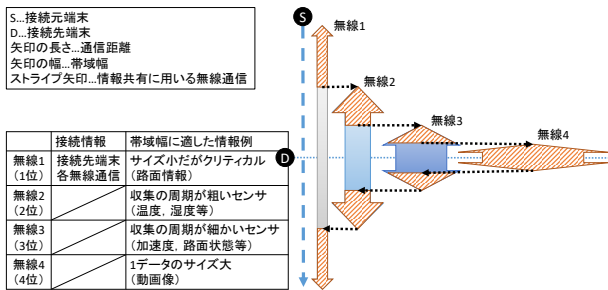 S…接続元端末
D…接続先端末
矢印の長さ…通信距離
矢印の幅…帯域幅
ストライプ矢印…情報共有に用いる無線通信
S
無線1
無線2
無線3
無線4
D
接続情報
帯域幅に適した情報例
無線1
(1位)
接続先端末
各無線通信
サイズ小だがクリティカル
(路面情報)
無線2
(2位)
収集の周期が粗いセンサ
(温度, 湿度等)
無線3
(3位)
収集の周期が細かいセンサ
(加速度, 路面状態等)
無線4
(4位)
1データのサイズ大
(動画像)